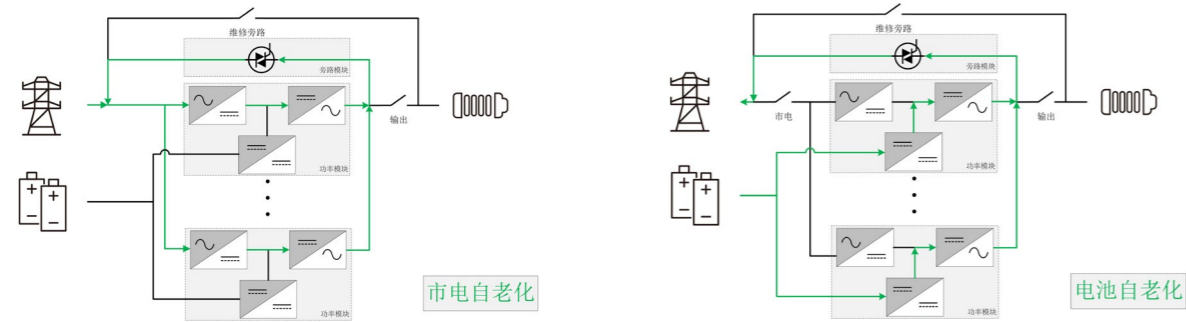 维修旁路
旁路模块
输出
功率模块
功率模块
市电自老化
维修旁路
旁路模块
市电
输出
功率模块
功率模块
电池自老化